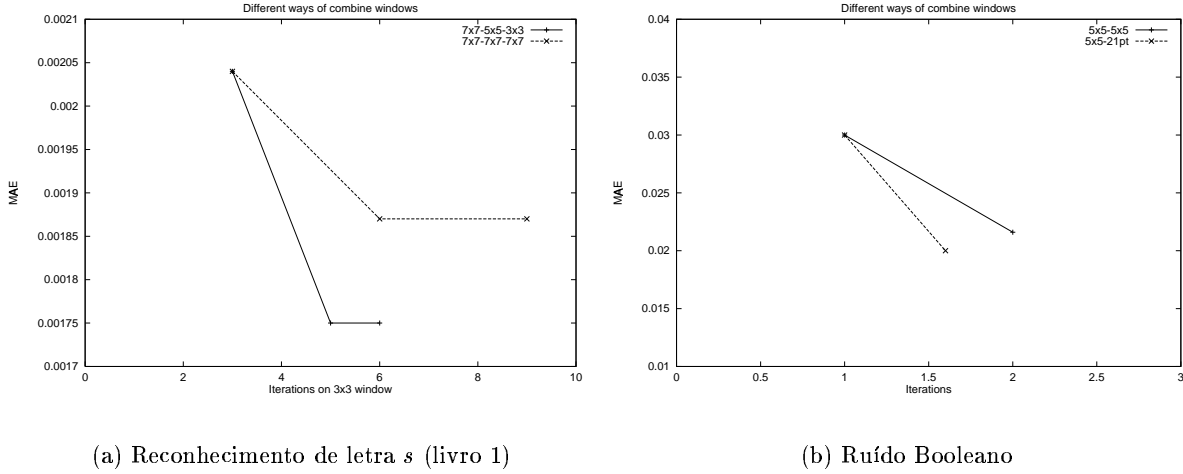 Different ways of combine windows
0.0021
0.00205
0.002
0.00195
0.0019
0.00185
0.0018
0.00175
0.0017
MAE
7x7-5x5-3x3
7x7-7x7-7x7
0 2 4 6 8 10
Iterations on 3x3 window
(a) Reconhecimento de letra s (livro 1)
Different ways of combine windows
0.04
0.035
0.03
0.025
0.02
0.015
0.01
MAE
5x5-5x5
5x5-21pt
0 0.5 1 1.5 2 2.5 3
Iterations
(b) Ruído Booleano